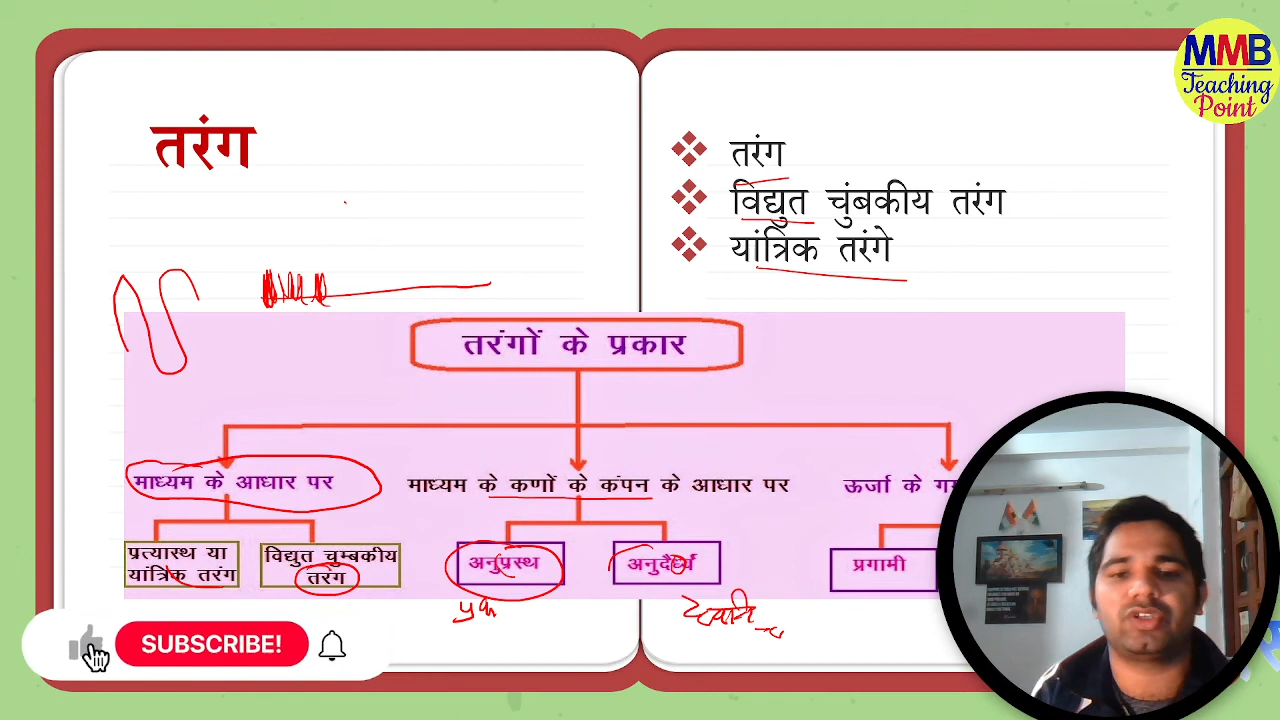 MMB
Teaching
Point
तरंग
तरंग
विद्युत चुंबकीय तरंग
यांत्रिक तरंगे
तरंगों के प्रकार
माध्यम के आधार पर
माध्यम के कणों के कंपन के आधार पर
ऊर्जा के
प्रत्यास्थ या
यांत्रिक तरंग
विद्युत चुम्बकीय
तरंग
अनुप्रस्थ
अनुदैर्ध्य
प्रगामी
SUBSCRIBE!